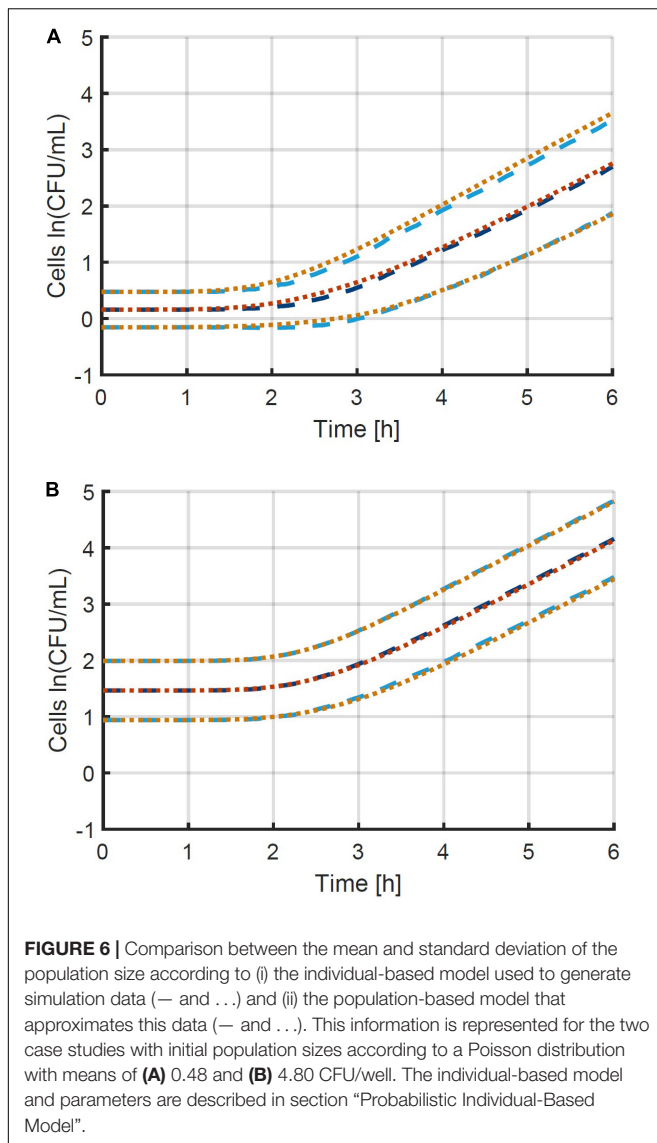 A
5
4
3
2
1
0
-1
Cells ln(CFU/mL)
0 1 2 3 4 5 6
Time [h]
B
5
4
3
2
1
0
-1
Cells ln(CFU/mL)
0 1 2 3 4 5 6
Time [h]
FIGURE 6 | Comparison between the mean and standard deviation of the
population size according to (i) the individual-based model used to generate
simulation data (— and . . .) and (ii) the population-based model that
approximates this data (— and . . .). This information is represented for the two
case studies with initial population sizes according to a Poisson distribution
with means of (A) 0.48 and (B) 4.80 CFU/well. The individual-based model
and parameters are described in section “Probabilistic Individual-Based
Model”.